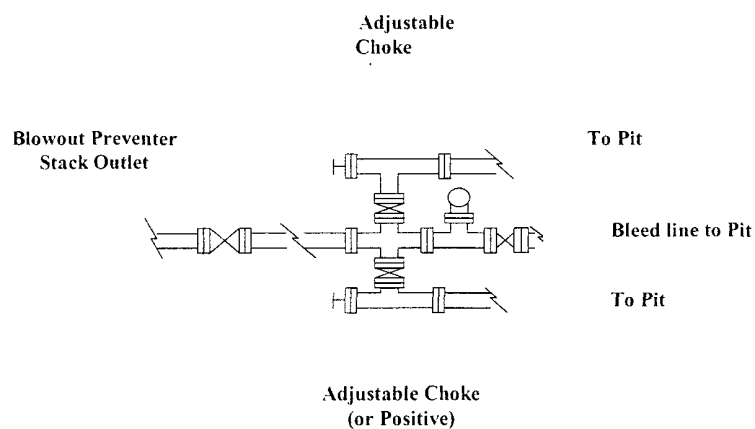 Adjustable
Choke
Blowout Preventer
Stack Outlet
To Pit
Bleed line to Pit
To Pit
Adjustable Choke
(or Positive)